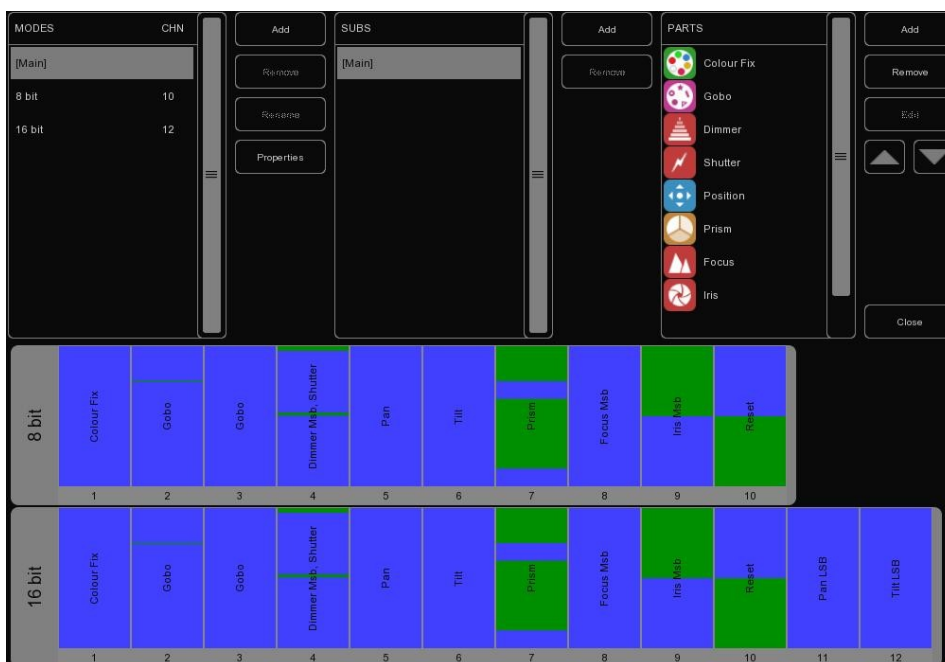 MODES CHN
[Main]
8 bit 10
16 bit 12
Add
Remove
Rename
Properties
SUBS
[Main]
Add
Remove
PARTS
Colour Fix
Gobo
Dimmer
Shutter
Position
Prism
Focus
Iris
Add
Remove
Edit
Close
8 bit
Colour Fix
Gobo
Gobo
Dimmer Msb, Shutter
Pan
Tilt
Prism
Focus Msb
Iris Msb
Reset
1 2 3 4 5 6 7 8 9 10
16 bit
Colour Fix
Gobo
Gobo
Dimmer Msb, Shutter
Pan
Tilt
Prism
Focus Msb
Iris Msb
Reset
Pan LSB
Tilt LSB
1 2 3 4 5 6 7 8 9 10 11 12